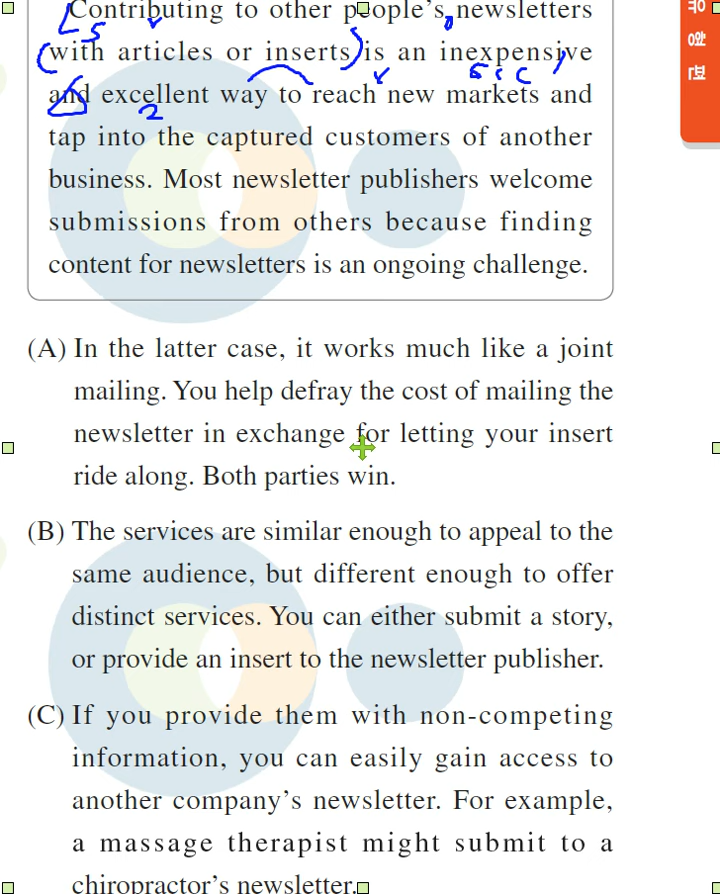 Contributing to other people's newsletters
(with articles or inserts) is an inexpensive
and excellent way to reach new markets and
tap into the captured customers of another
business. Most newsletter publishers welcome
submissions from others because finding
content for newsletters is an ongoing challenge.
(A) In the latter case, it works much like a joint
mailing. You help defray the cost of mailing the
newsletter in exchange for letting your insert
ride along. Both parties win.
(B) The services are similar enough to appeal to the
same audience, but different enough to offer
distinct services. You can either submit a story,
or provide an insert to the newsletter publisher.
(C) If you provide them with non-competing
information, you can easily gain access to
another company's newsletter. For example,
a massage therapist might submit to a
chiropractor's newsletter.